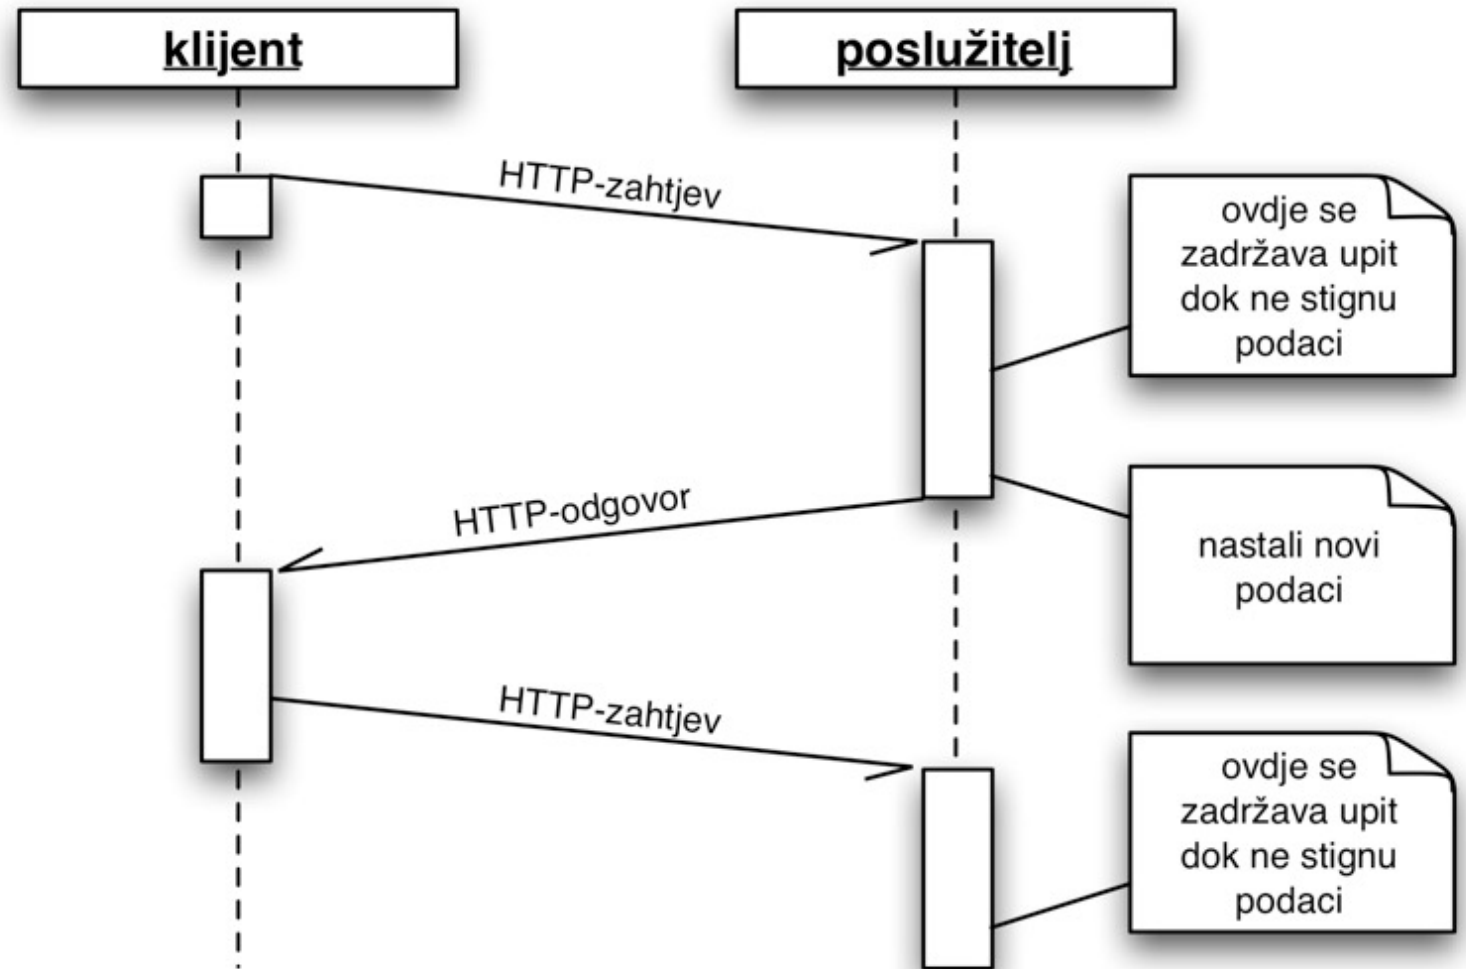 klijent
poslužitelj
HTTP-zahtjev
ovdje se
zadržava upit
dok ne stignu
podaci
HTTP-odgovor
nastali novi
podaci
HTTP-zahtjev
ovdje se
zadržava upit
dok ne stignu
podaci